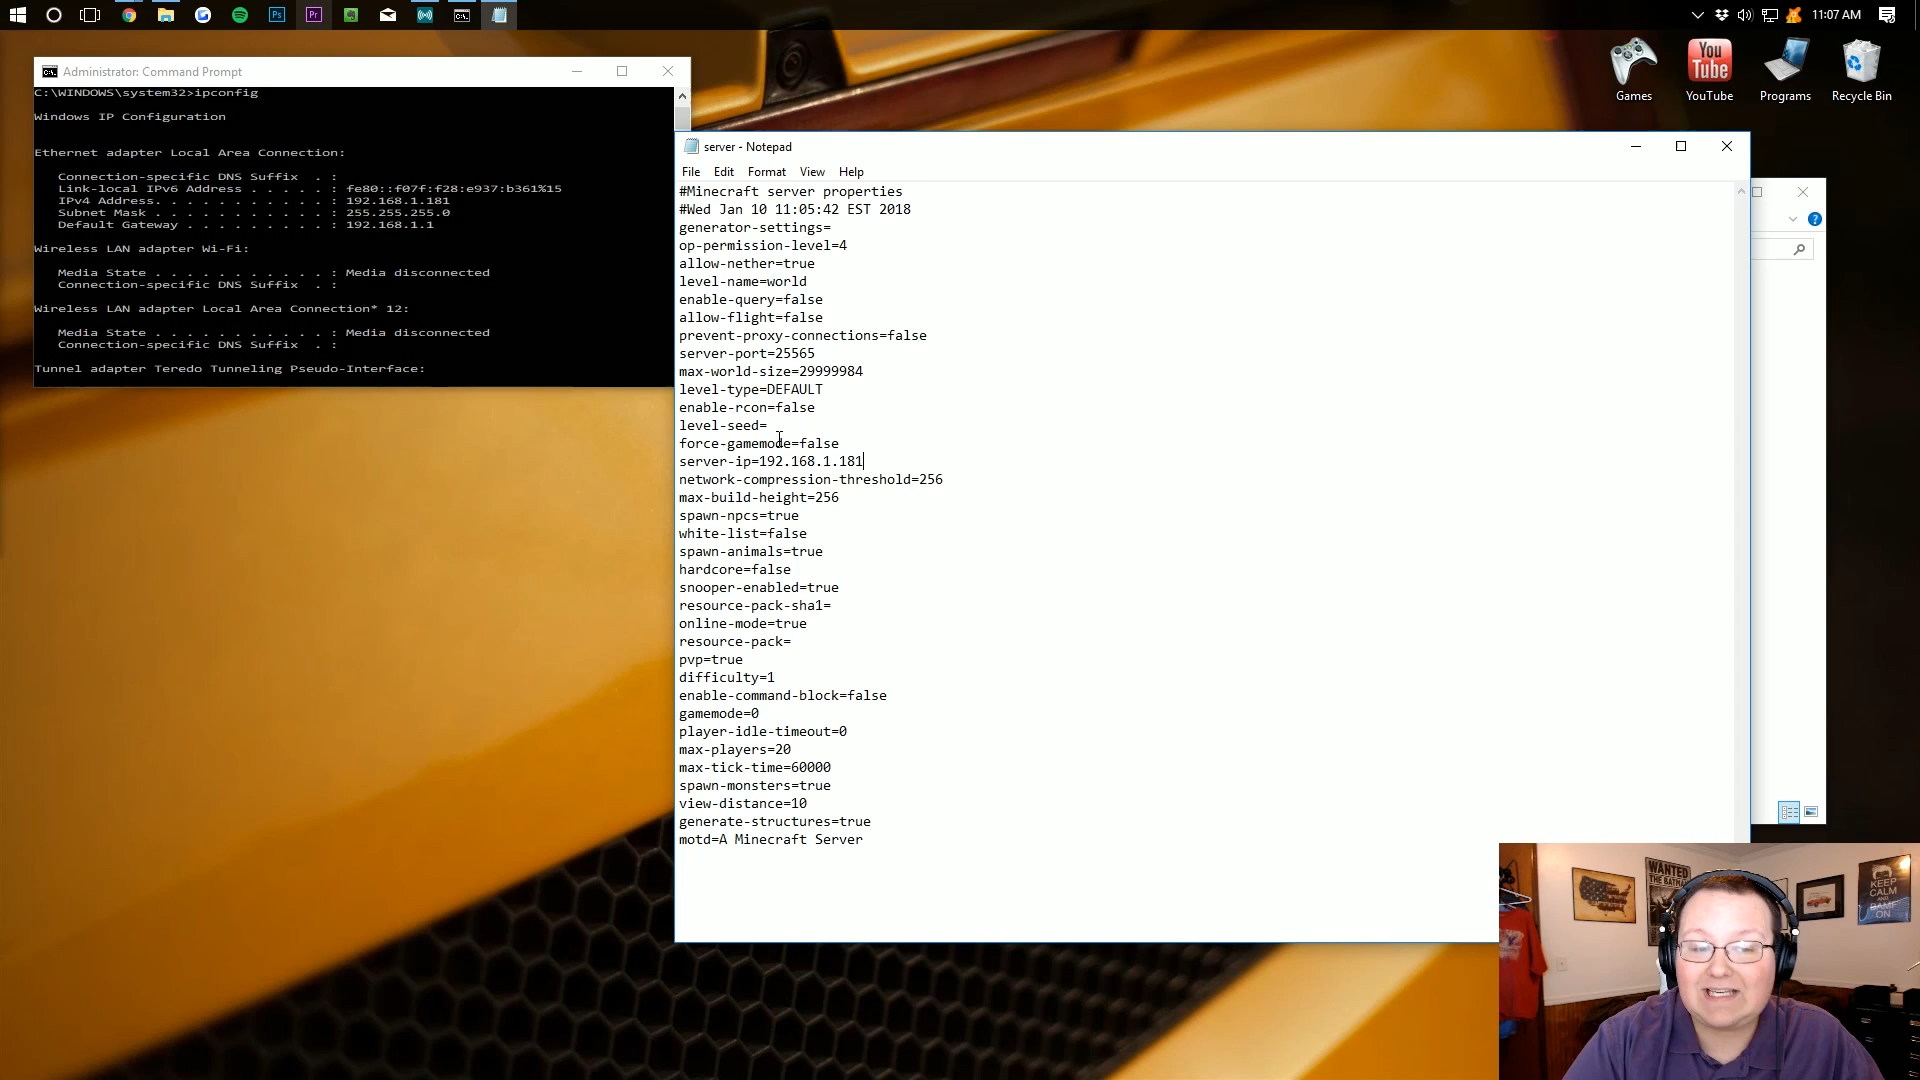 11:07 AM
Games
YouTube
Programs
Recycle Bin
You
Tube
Administrator: Command Prompt
C:\WINDOWS\system32>ipconfig
Windows IP Configuration
Ethernet adapter Local Area Connection:
Connection-specific DNS Suffix . :
Link-local IPv6 Address . . . . . : fe80::f07f:f28:e937:b361%15
IPv4 Address. . . . . . . . . . . : 192.168.1.181
Subnet Mask . . . . . . . . . . . : 255.255.255.0
Default Gateway . . . . . . . . . : 192.168.1.1
Wireless LAN adapter Wi-Fi:
Media State . . . . . . . . . . . : Media disconnected
Connection-specific DNS Suffix . :
Wireless LAN adapter Local Area Connection* 12:
Media State . . . . . . . . . . . : Media disconnected
Connection-specific DNS Suffix . :
Tunnel adapter Teredo Tunneling Pseudo-Interface:
server - Notepad
File Edit Format View Help
#Minecraft server properties
#Wed Jan 10 11:05:42 EST 2018
generator-settings=
op-permission-level=4
allow-nether=true
level-name=world
enable-query=false
allow-flight=false
prevent-proxy-connections=false
server-port=25565
max-world-size=29999984
level-type=DEFAULT
enable-rcon=false
level-seed=
force-gamemode=false
server-ip=192.168.1.181
network-compression-threshold=256
max-build-height=256
spawn-npcs=true
white-list=false
spawn-animals=true
hardcore=false
snooper-enabled=true
resource-pack-sha1=
online-mode=true
resource-pack=
pvp=true
difficulty=1
enable-command-block=false
gamemode=0
player-idle-timeout=0
max-players=20
max-tick-time=60000
spawn-monsters=true
view-distance=10
generate-structures=true
motd=A Minecraft Server
WANTED
THE BATMAN
KEEP
CALM
AND
BAMF
ON